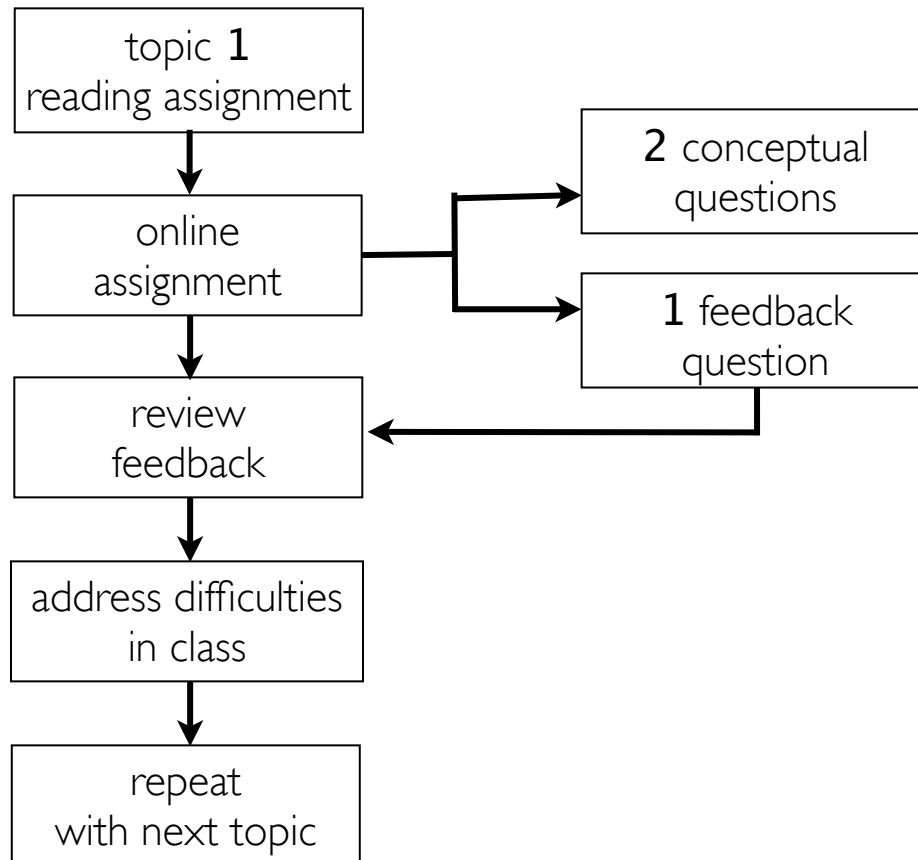 topic 1
reading assignment
online
assignment
2 conceptual
questions
1 feedback
question
review
feedback
address difficulties
in class
repeat
with next topic